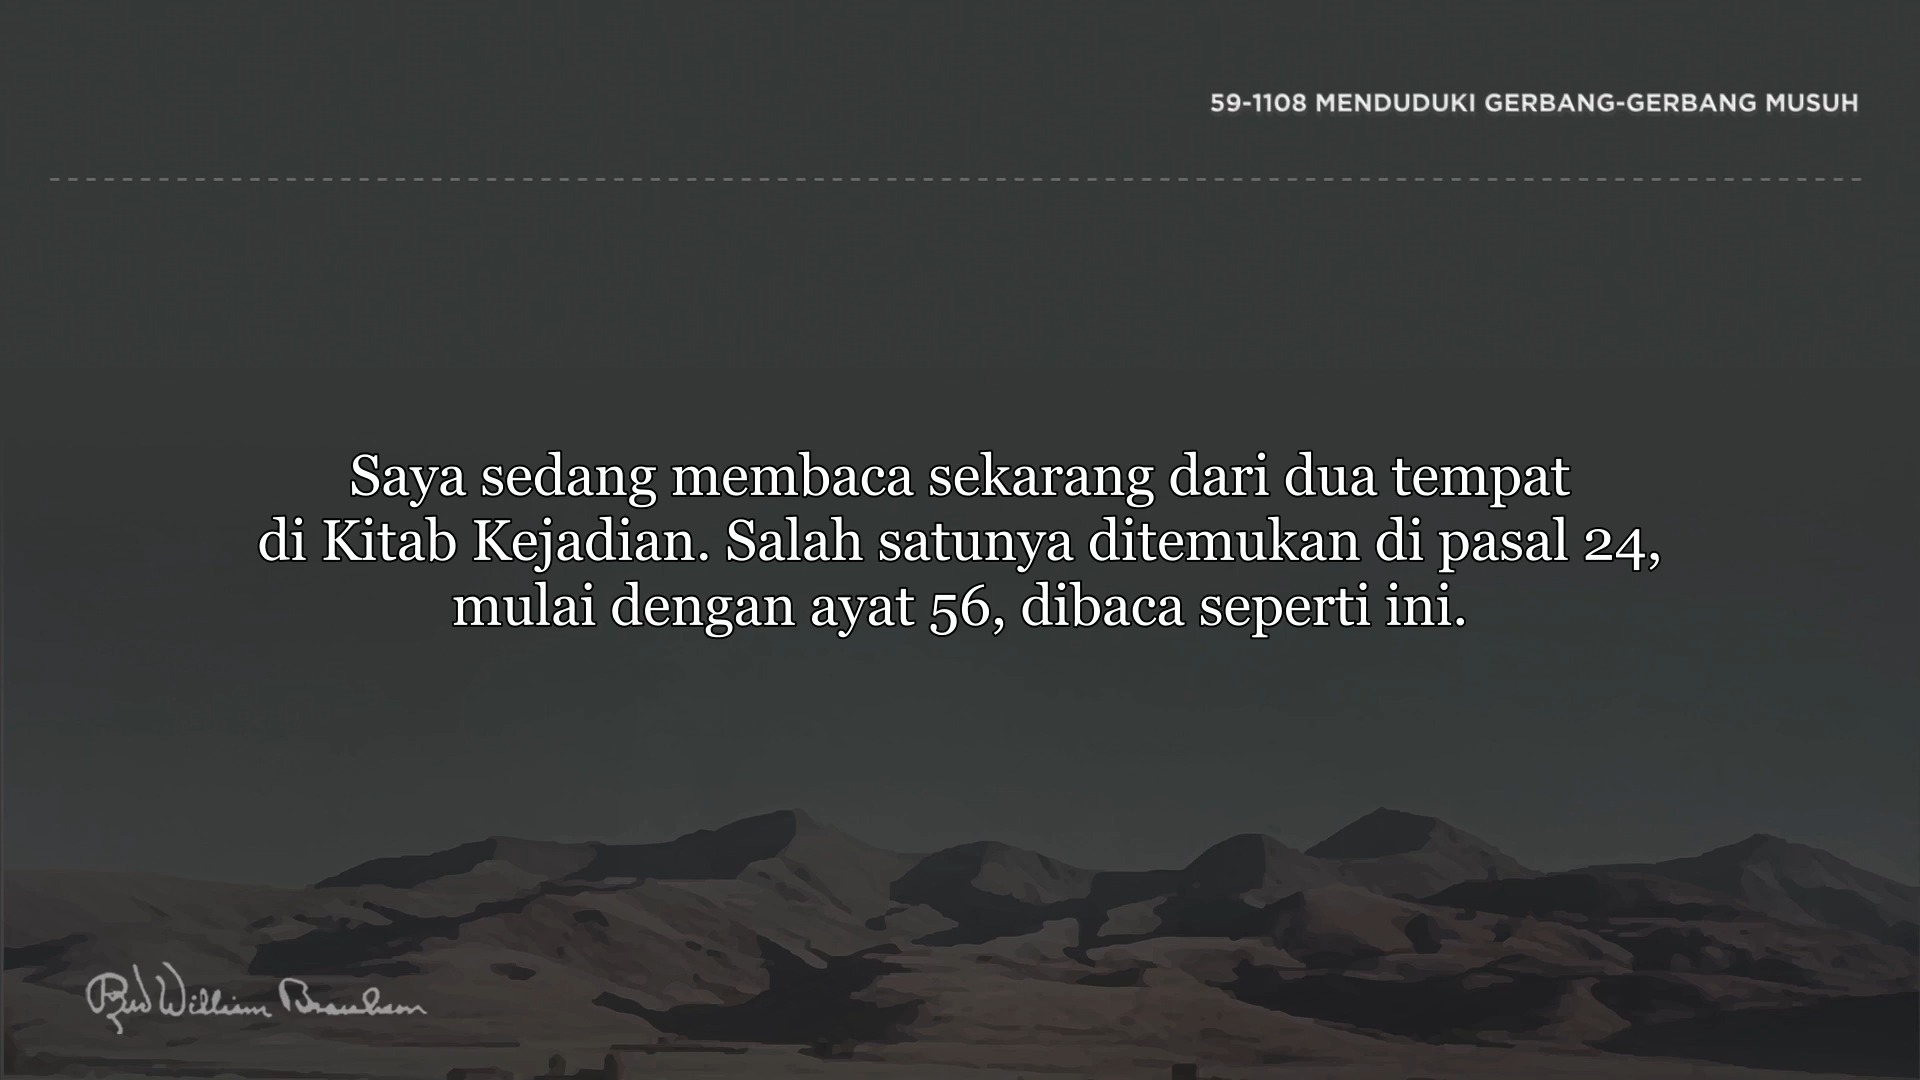 59-1108 MENDUDUKI GERBANG-GERBANG MUSUH
Saya sedang membaca sekarang dari dua tempat
di Kitab Kejadian. Salah satunya ditemukan di pasal 24,
mulai dengan ayat 56, dibaca seperti ini.
Rev William Branham